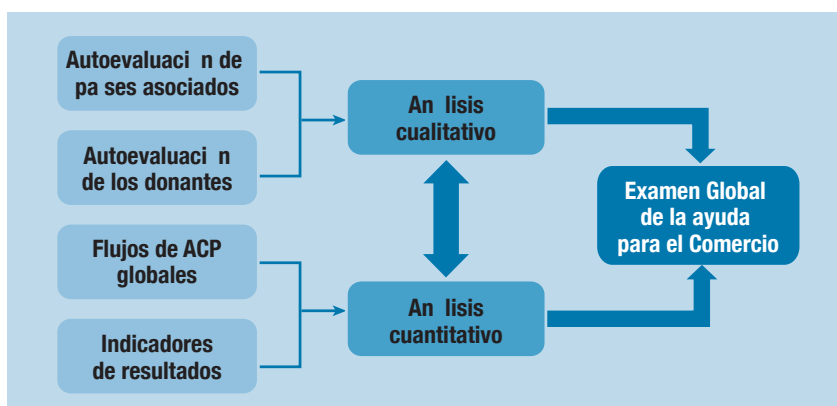 Autoevaluaci n de
pa ses asociados
Autoevaluaci n
de los donantes
Flujos de ACP
globales
Indicadores
de resultados
An lisis
cualitativo
An lisis
cuantitativo
Examen Global
de la ayuda
para el Comercio